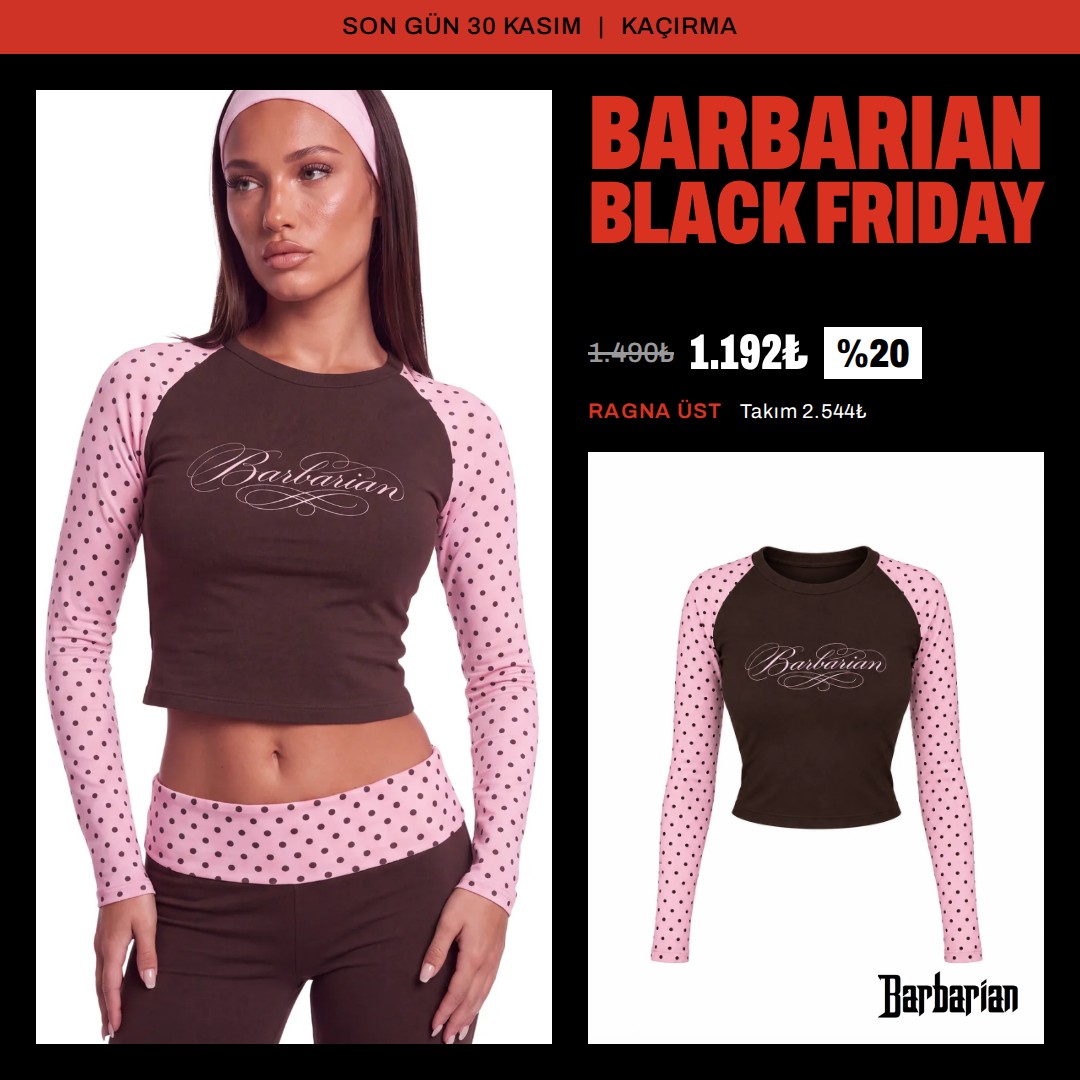 SON GÜN 30 KASIM | KAÇIRMA
BARBARIAN
BLACK FRIDAY
1.490₺ 1.192₺ %20
RAGNA ÜST Takım 2.544₺
Barbarian
Barbarian
Barbarian